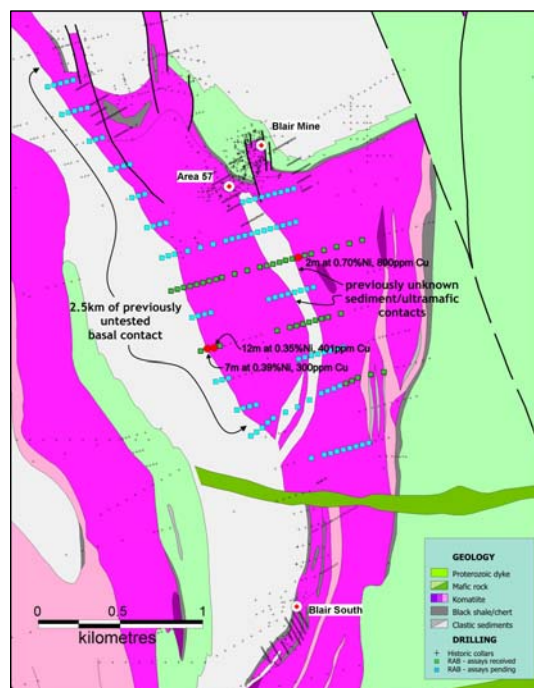 Blair Mine
Area 57
2m at 0.70%Ni, 800ppm Cu
previously unknown
sediment/ultramafic
contacts
2.5km of previously
untested
basal contact
12m at 0.35%Ni, 401ppm Cu
7m at 0.39%Ni, 300ppm Cu
Blair South
0 0.5 1
kilometres
GEOLOGY
Proterozoic dyke
Mafic rock
Komatiite
Black shale/chert
Clastic sediments
DRILLING
Historic collars
RAB - assays received
RAB - assays pending